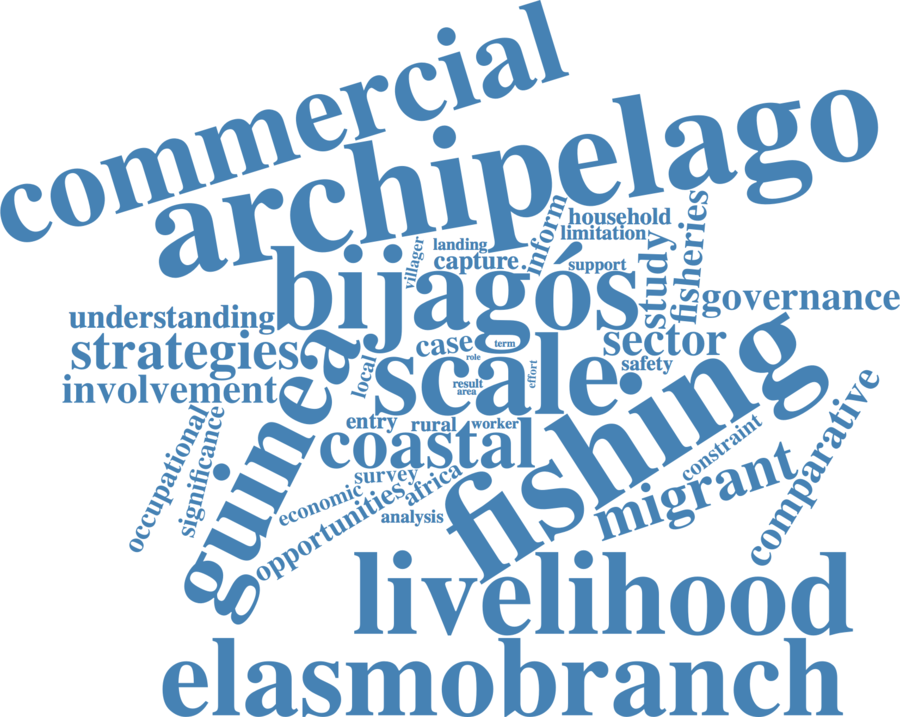 commercial
archipelago
inform
household
limitation
fisheries
landing
villager
capture
support
study
bijagós
governance
understanding
strategies
involvement
guinea
case
term
role
scale
sector
safety
local
result
area
effort
fishing
entry
rural
worker
coastal
comparative
constraint
migrant
occupational
significance
survey
africa
economic
opportunities
analysis
livelihood
elasmobranch